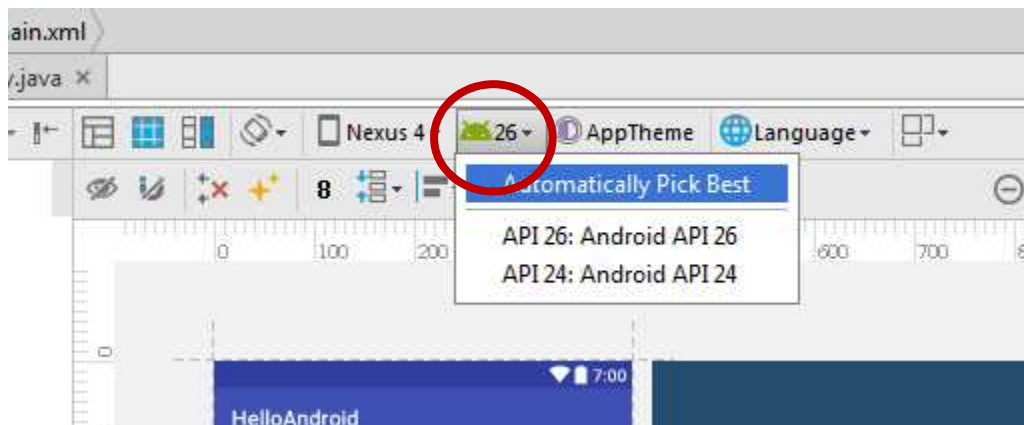 ain.xml
.java ×
Nexus 4 26 AppTheme Language
8 Automatically Pick Best
API 26: Android API 26
0 100 200 600 700
API 24: Android API 24
0
7:00
HelloAndroid